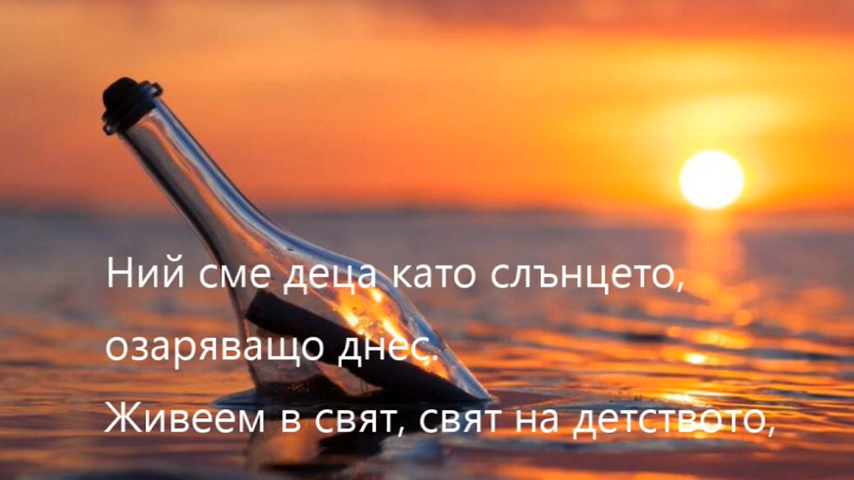 Ний сме деца като слънцето,
озаряващо днес.
Живеем в свят, свят на детството,